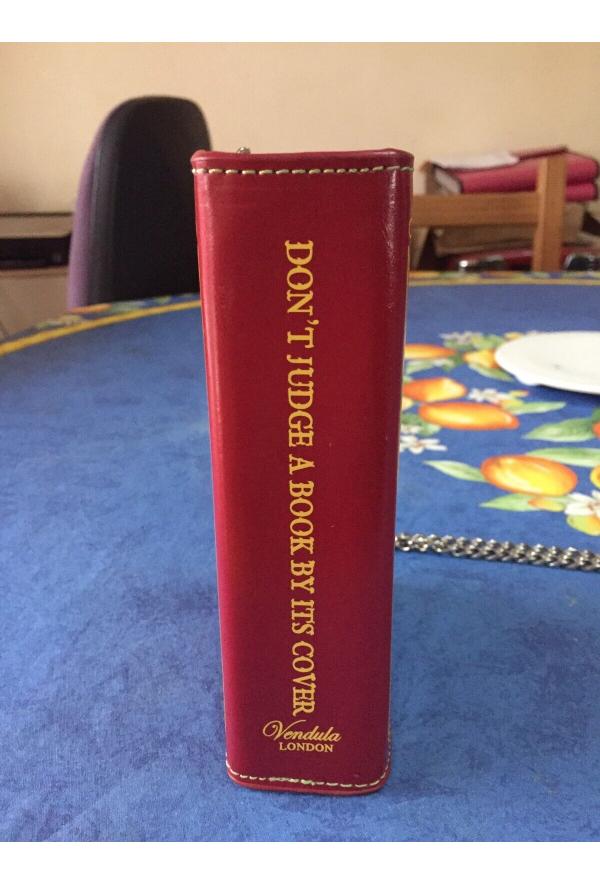 DON'T JUDGE A BOOK BY ITS COVER
Vendula
LONDON